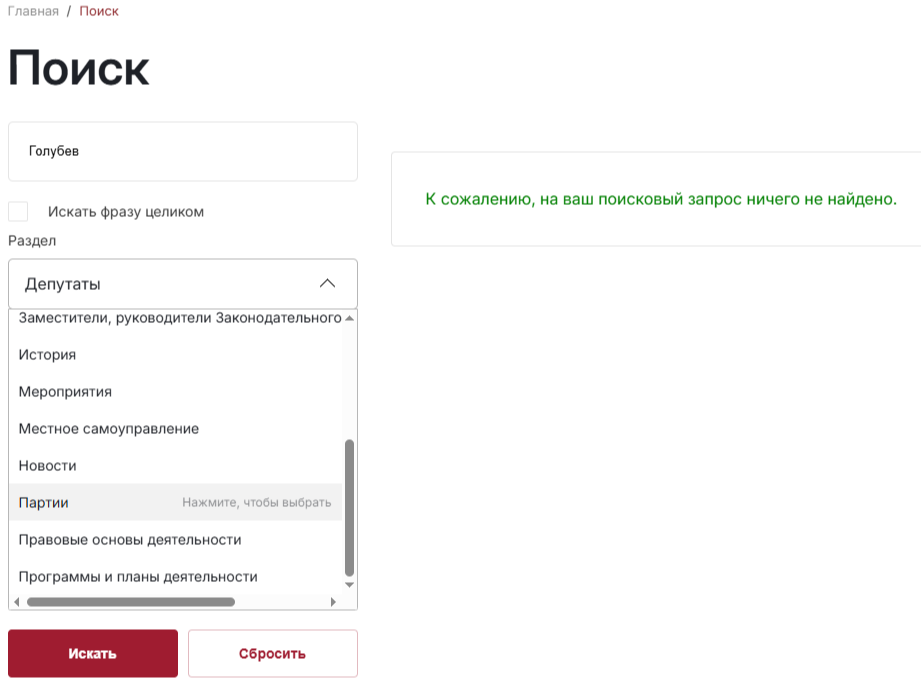 Главная / Поиск
Поиск
Голубев
Искать фразу целиком
Раздел
Депутаты
Заместители, руководители Законодательного
История
Мероприятия
Местное самоуправление
Новости
Партии Нажмите, чтобы выбрать
Правовые основы деятельности
Программы и планы деятельности
Искать Сбросить
К сожалению, на ваш поисковый запрос ничего не найдено.